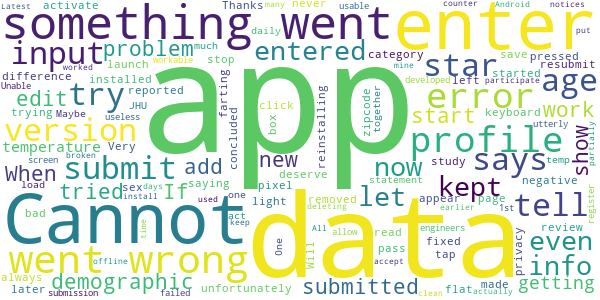 Latest activate Thanks many never usable counter Android notices
something went enter
input problem much stop daily save put
entered category keyboard pressed resubmit
Unable worked difference launch installed star left started participate
workable mine developed
Maybe JHU reported farting try app error age
edit trying click box together zipcode start work
version useless concluded reinstalling profile show
temperature Very study utterly partially
When submit add new now says temp
load screen broken tried sex days If saying pixel deserve let statement kept appear page negative tell
install used one light removed deleting 1st register
Cannot data
bad time act keep One All engineers earlier review even
went wrong offline Will allow read fixed privacy
always demographic pass tap info
later submission failed unfortunately submitted accept flat clean made actually getting